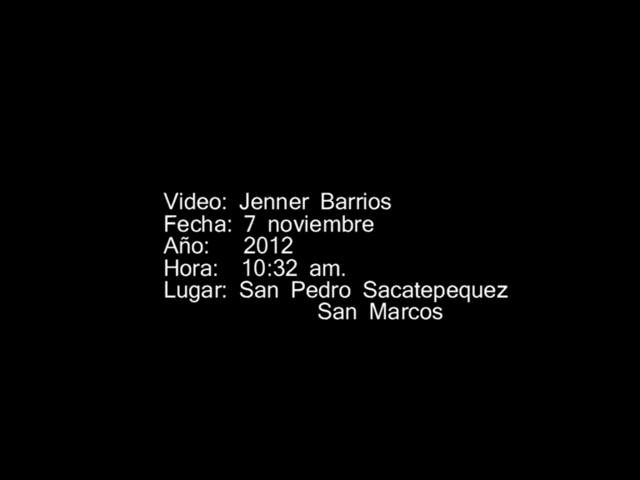 Video: Jenner Barrios
Fecha: 7 noviembre
Año: 2012
Hora: 10:32 am.
Lugar: San Pedro Sacatepequez
San Marcos